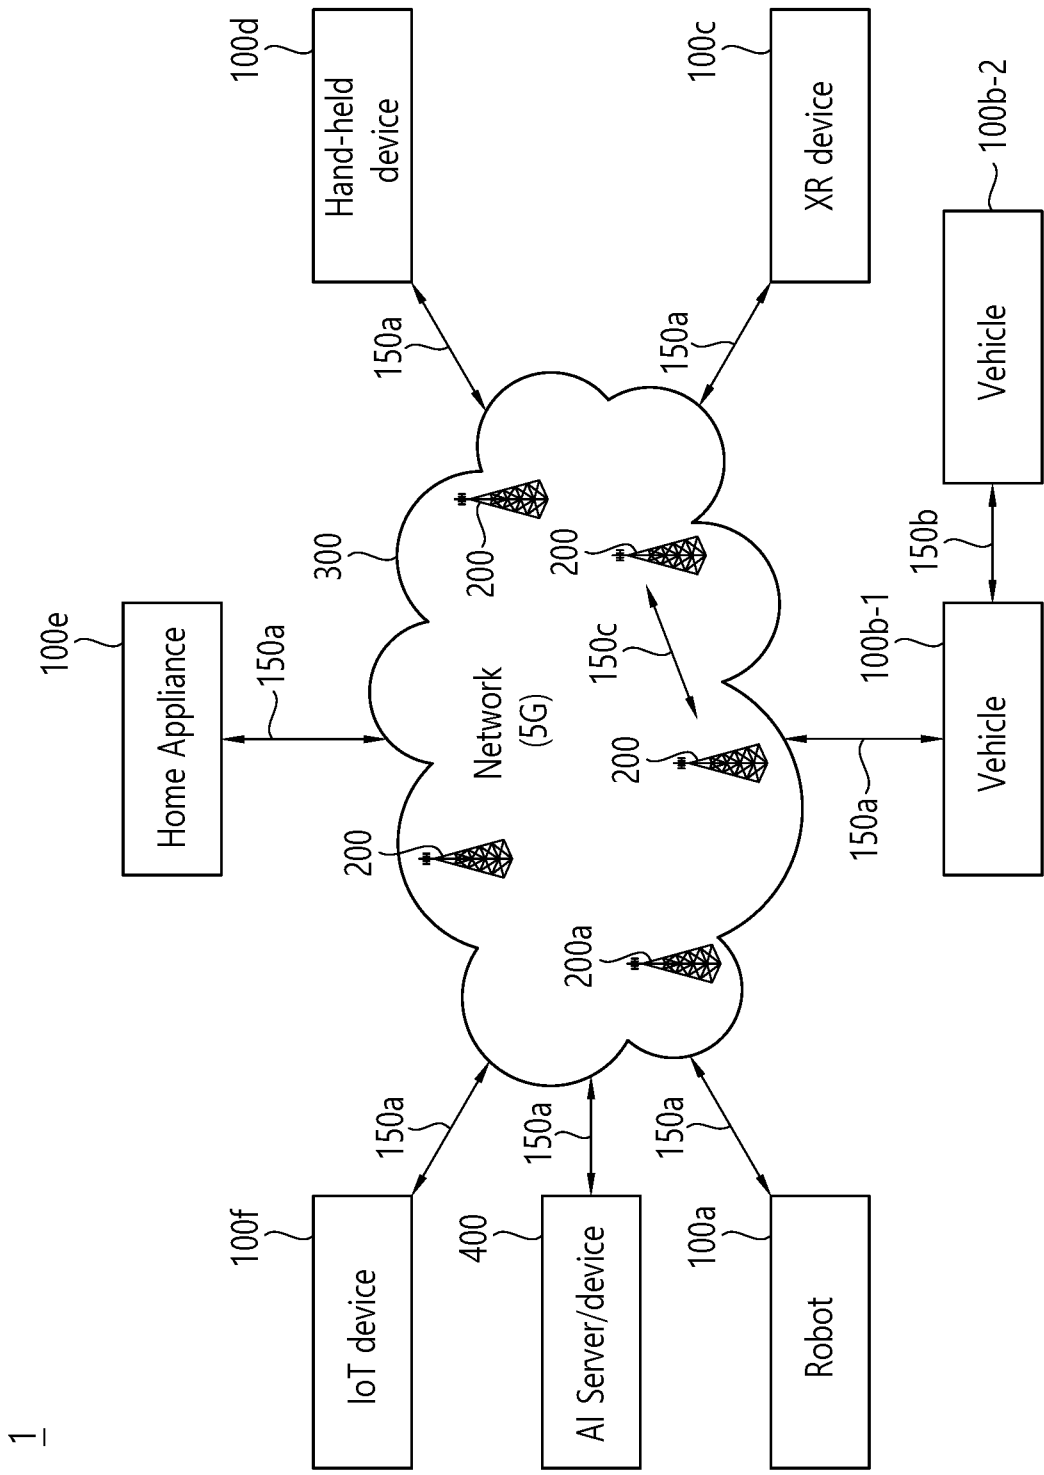 1
Home Appliance
100e
150a
IoT device
100f
150a
300
150a
Hand-held
device
100d
200
200
Network
(5G)
AI Server/device
400
150a
200a
200
150c
200
Robot
100a
150a
150a
XR device
100c
150a
Vehicle
100b-1
150b
Vehicle
100b-2